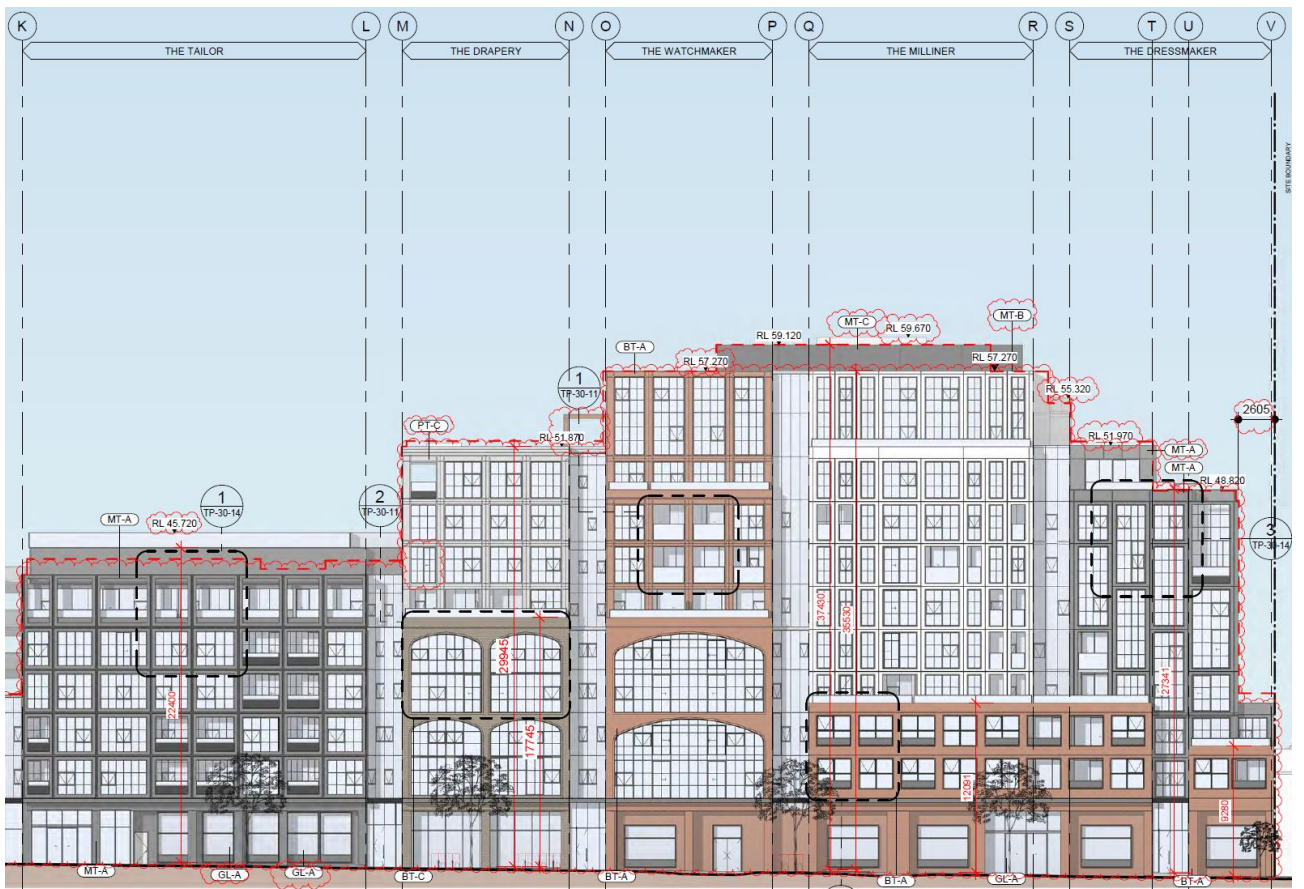 K L M N O P Q R S T U V
THE TAILOR
THE DRAPERY
THE WATCHMAKER
THE MILLINER
THE DRESSMAKER
SITE BOUNDARY
RL 59.120
MT-C
RL 59.670
MT-B
BT-A
RL 57.270
RL 57.270
1
TP-30-11
RL 55.320
2605
RL 51.870
RL 51.970
MT-A
MT-A
RL 48.820
1
TP-30-14
2
TP-30-11
MT-A
RL 45.720
3
TP-30-14
37430
35530
29945
27341
22400
17745
12091
9280
MT-A
GL-A
GL-A
BT-C
BT-A
BT-A
GL-A
BT-A